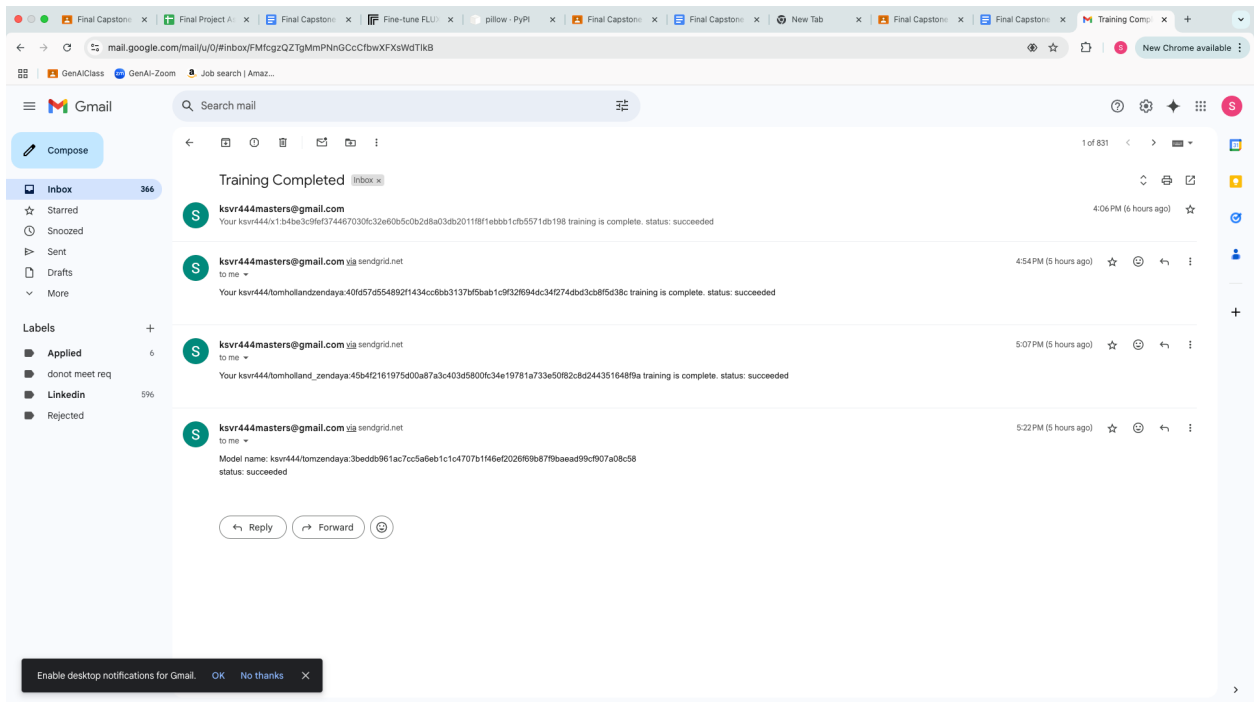 Final Capstone
Final Project As
Final Capstone
Fine-tune FLUX
pillow · PyPI
Final Capstone
Final Capstone
New Tab
Final Capstone
Final Capstone
Training Compl
mail.google.com/mail/u/0/#inbox/FMfcgzQZTgMmPNnGCcCfbwXFXsWdTlkB
S
New Chrome available
GenAIClass
zm
GenAI-Zoom
a
Job search | Amaz...
Gmail
Search mail
S
Compose
1 of 831
31
Inbox 366
Starred
Snoozed
Sent
Drafts
More
Labels
Applied 6
donot meet req
Linkedin 596
Rejected
Training Completed Inbox x
S
ksvr444masters@gmail.com 4:06 PM (6 hours ago)
Your ksvr444/x1:b4be3c9fef374467030fc32e60b5c0b2d8a03db2011f8f1ebbb1cfb5571db198 training is complete. status: succeeded
S
ksvr444masters@gmail.com via sendgrid.net 4:54 PM (5 hours ago)
to me
Your ksvr444/tomhollandzendaya:40fd57d554892f1434cc6bb3137bf5bab1c9f32f694dc34f274dbd3cb8f5d38c training is complete. status: succeeded
S
ksvr444masters@gmail.com via sendgrid.net 5:07 PM (5 hours ago)
to me
Your ksvr444/tomholland_zendaya:45b4f2161975d00a87a3c403d5800fc34e19781a733e50f82c8d244351648f9a training is complete. status: succeeded
S
ksvr444masters@gmail.com via sendgrid.net 5:22 PM (5 hours ago)
to me
Model name: ksvr444/tomzendaya:3beddb961ac7cc5a6eb1c1c4707b1f46ef2026f69b87f9baead99cf907a08c58
status: succeeded
Reply
Forward
Enable desktop notifications for Gmail. OK No thanks